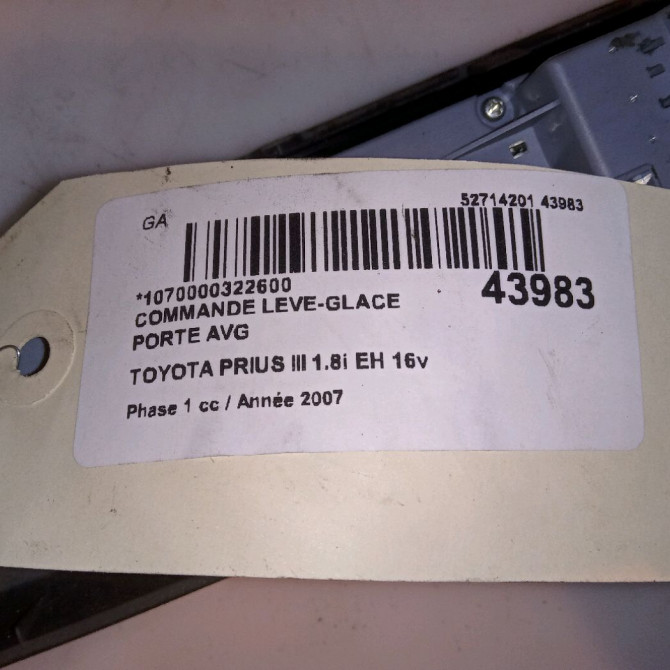 GA
52714201 43983
*1070000322600
43983
COMMANDE LEVE-GLACE
PORTE AVG
TOYOTA PRIUS III 1.8i EH 16v
Phase 1 cc / Année 2007